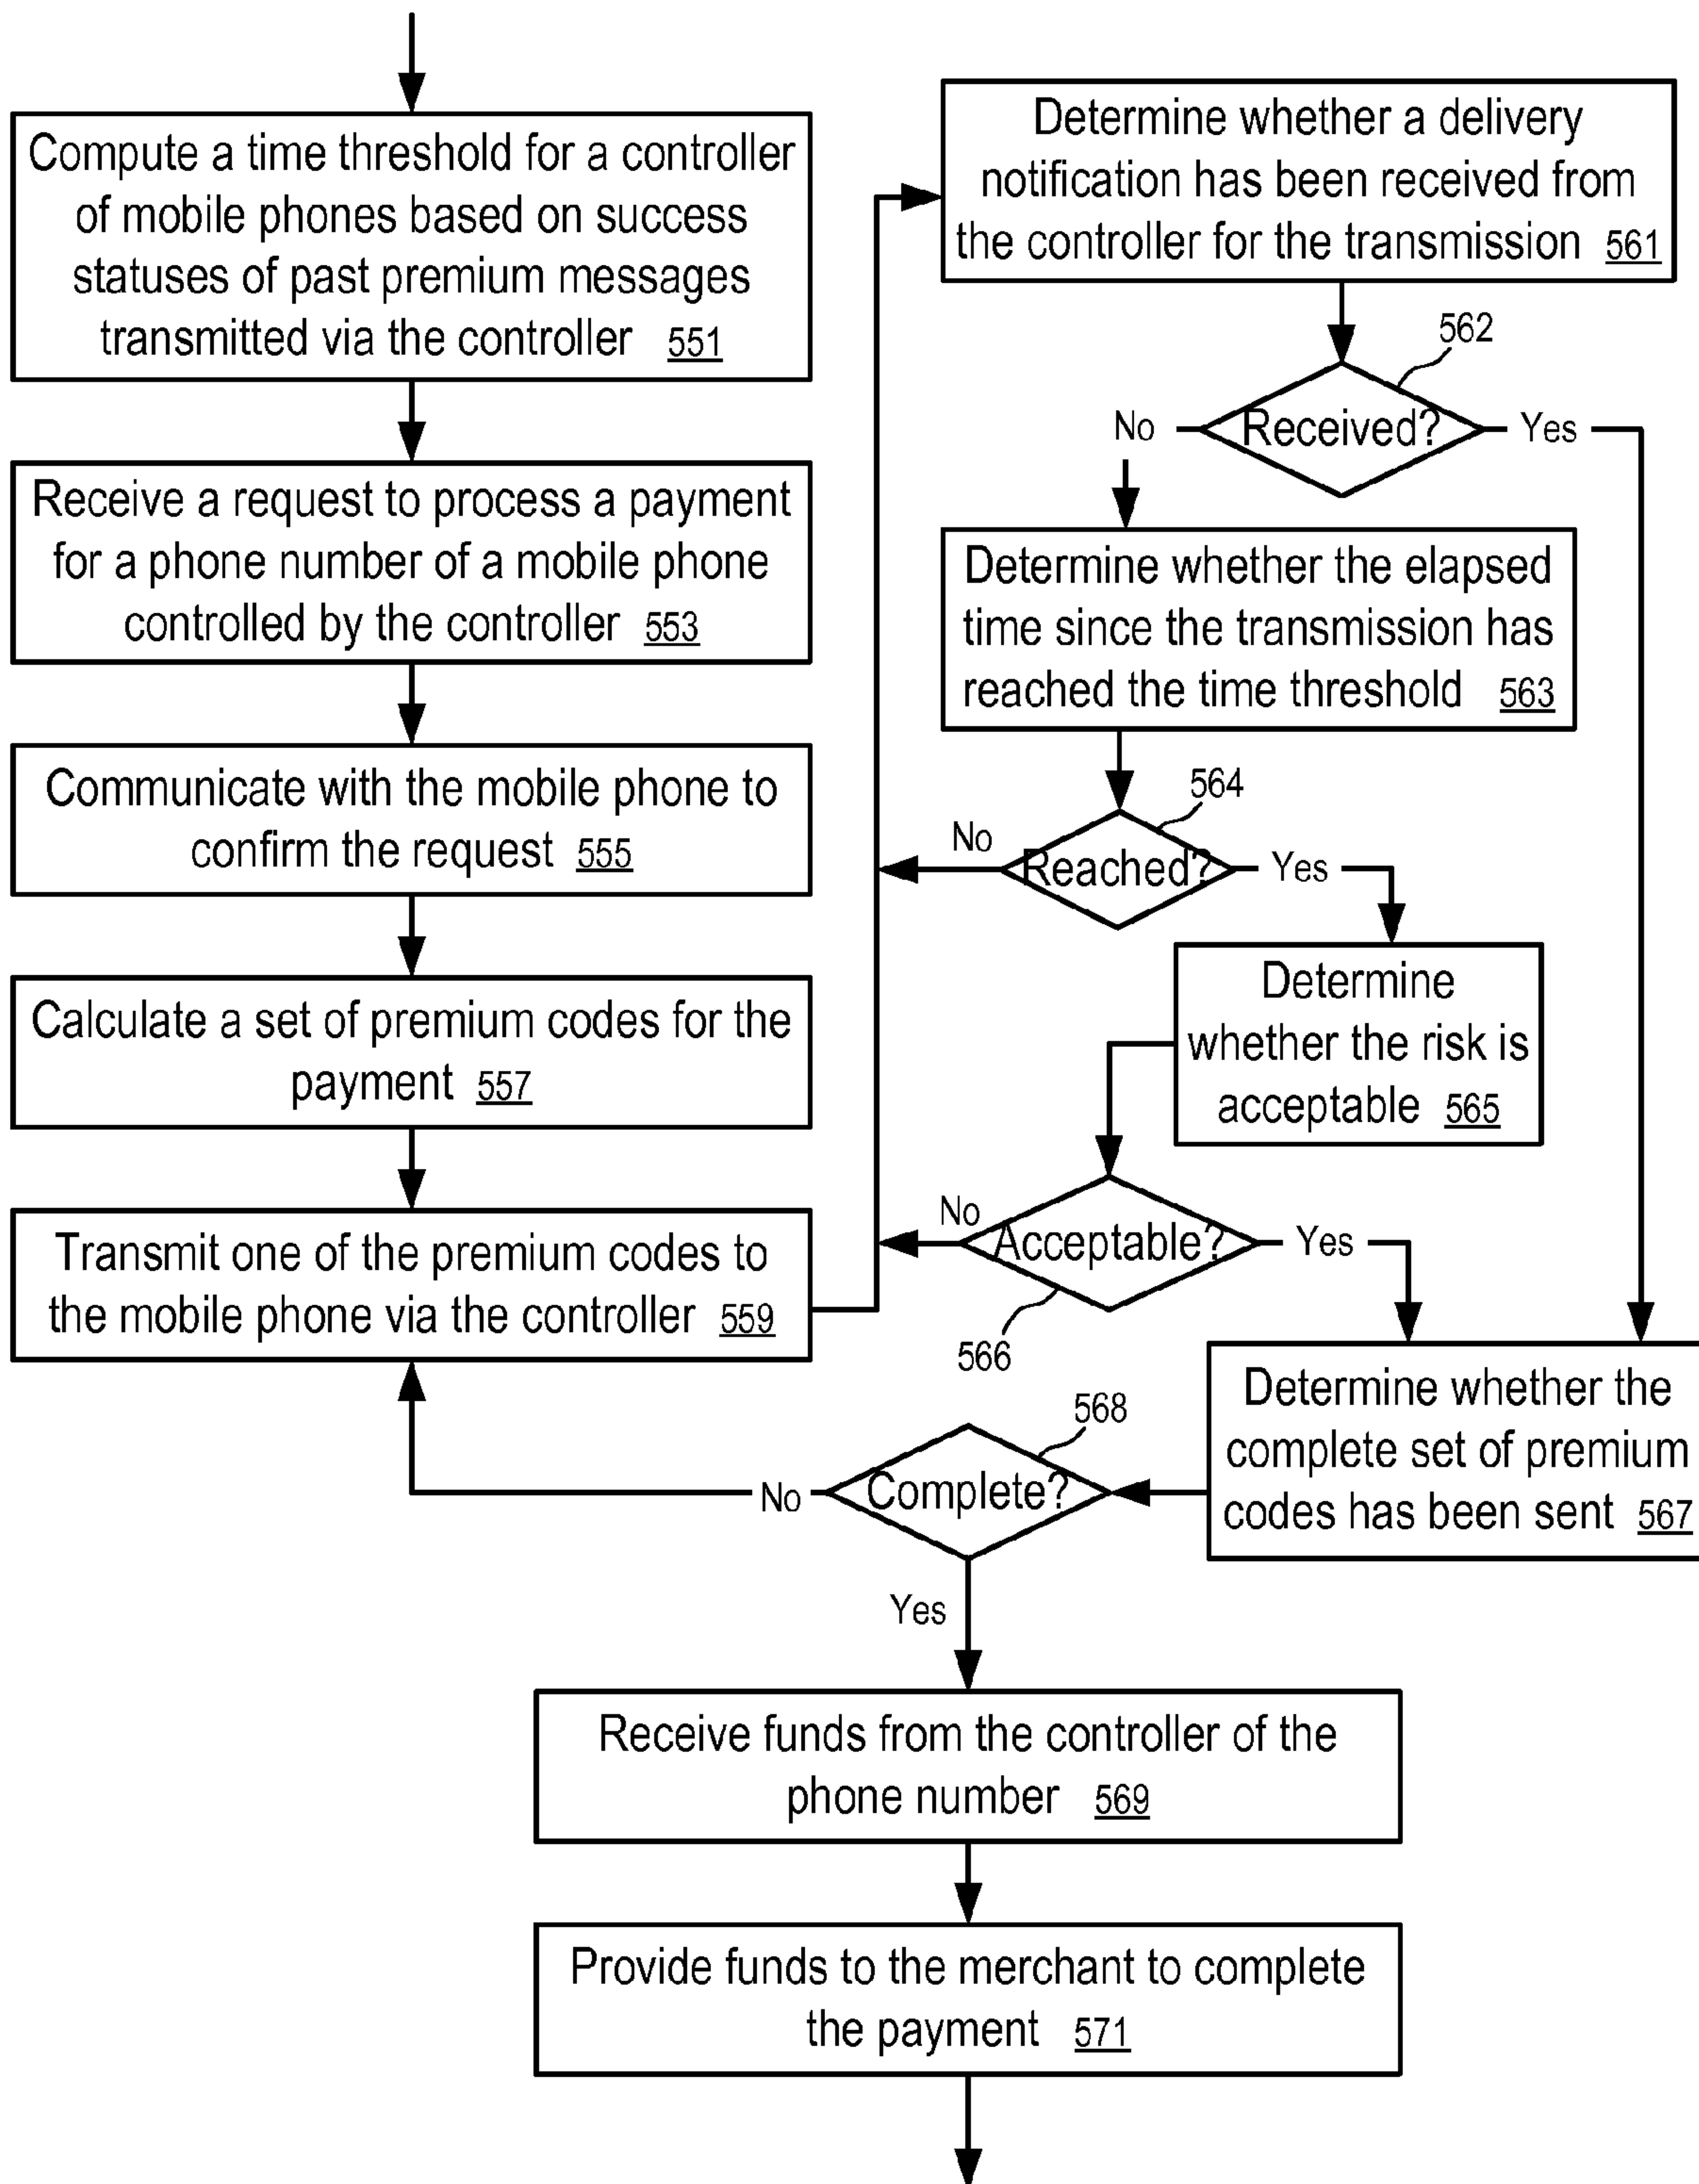 Compute a time threshold for a controller
of mobile phones based on success
statuses of past premium messages
transmitted via the controller 551
Receive a request to process a payment
for a phone number of a mobile phone
controlled by the controller 553
Communicate with the mobile phone to
confirm the request 555
Calculate a set of premium codes for the
payment 557
Transmit one of the premium codes to
the mobile phone via the controller 559
Determine whether a delivery
notification has been received from
the controller for the transmission 561
562
No
Received?
Yes
Determine whether the elapsed
time since the transmission has
reached the time threshold 563
564
No
Reached?
Yes
Determine
whether the risk is
acceptable 565
No
Acceptable?
Yes
566
Determine whether the
complete set of premium
codes has been sent 567
568
No
Complete?
Yes
Receive funds from the controller of the
phone number 569
Provide funds to the merchant to complete
the payment 571